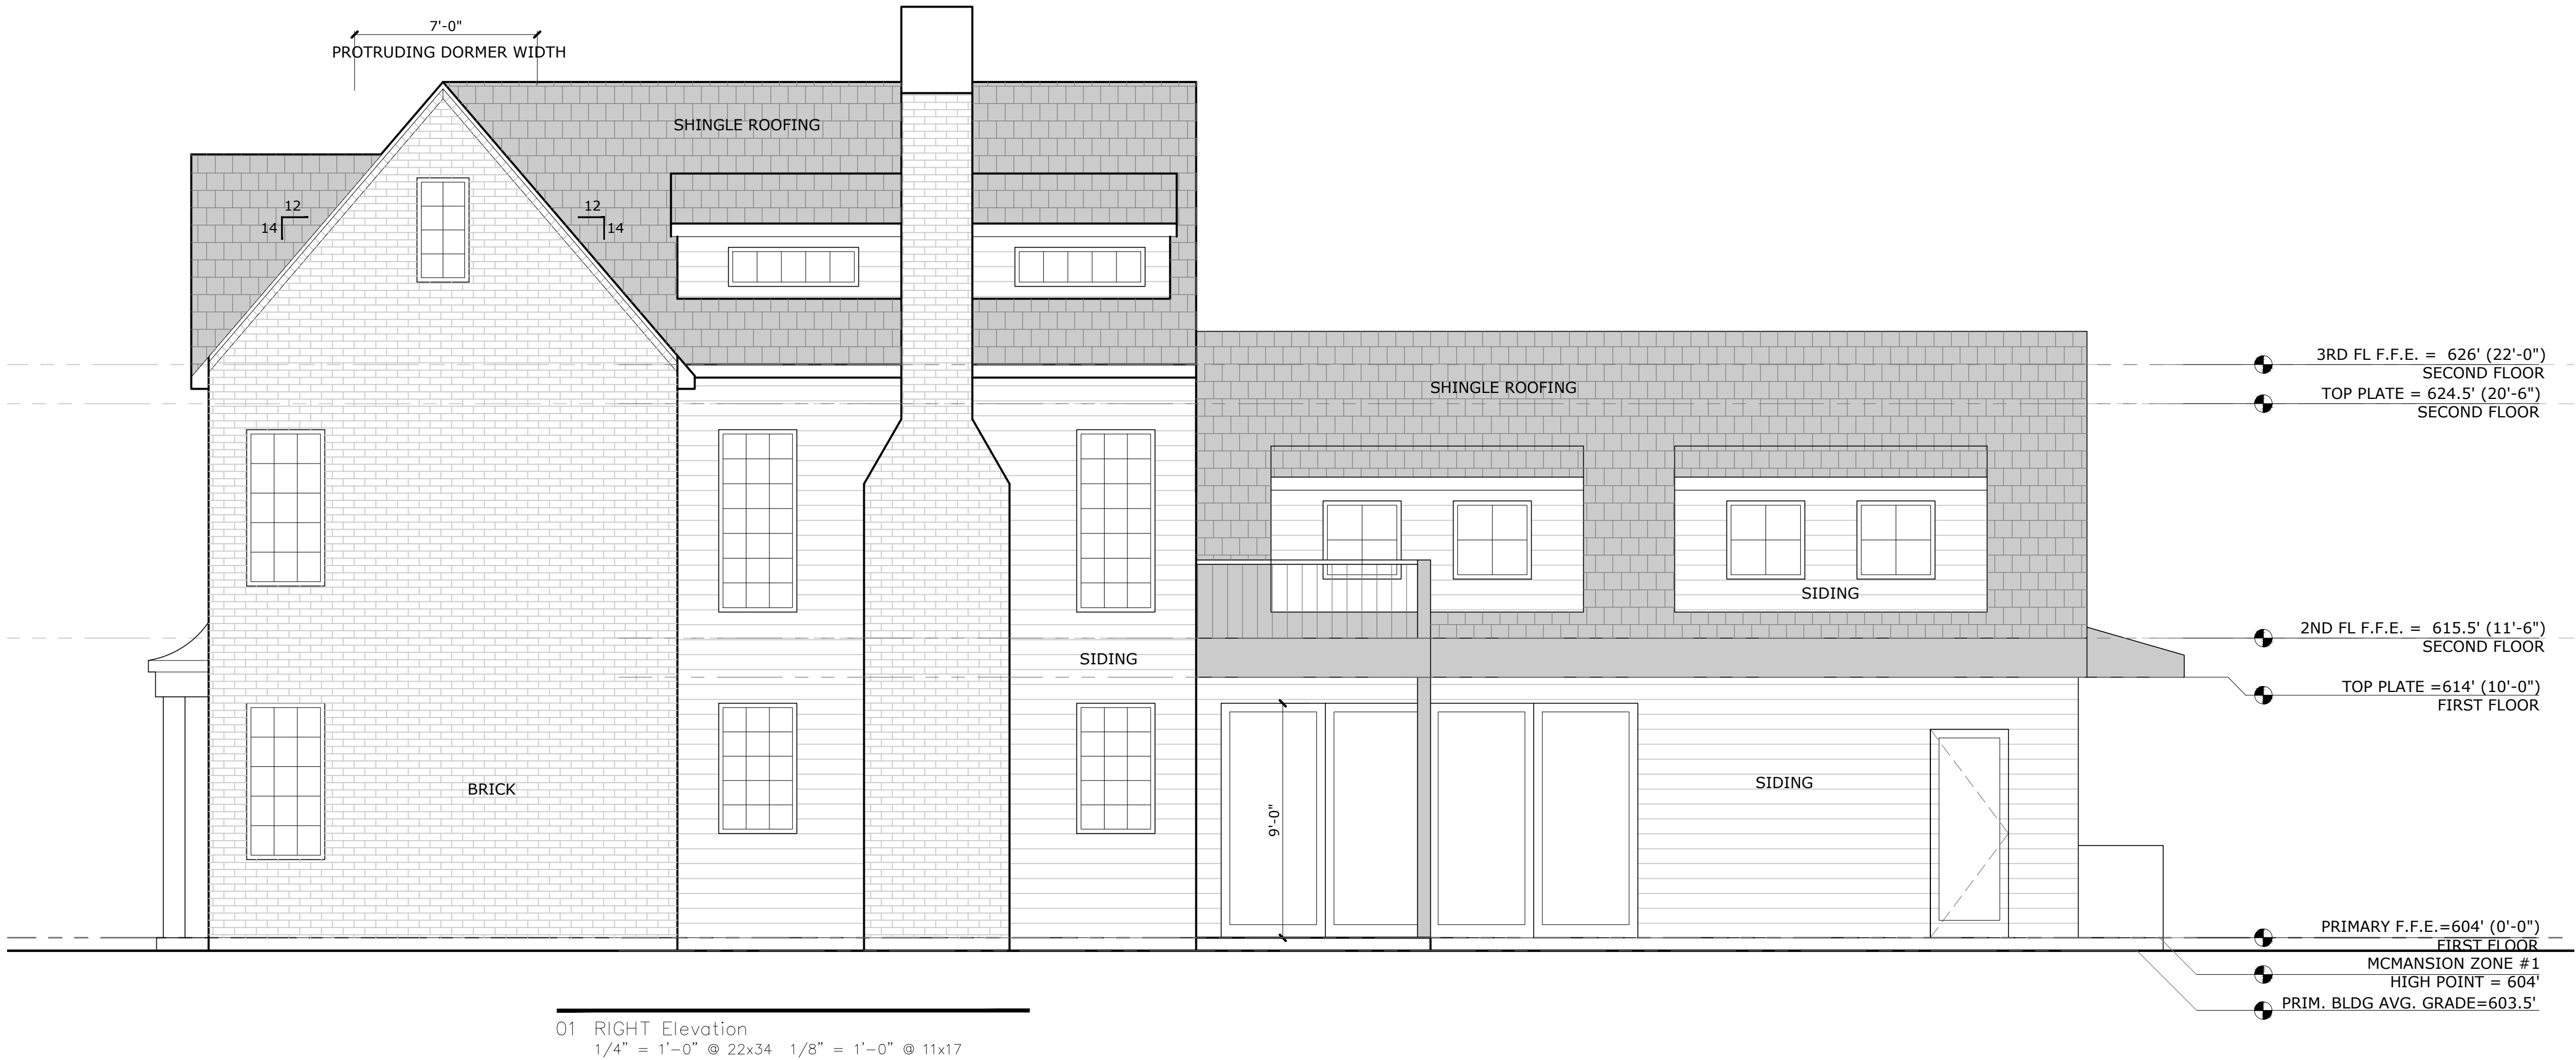 7'-0"
PROTRUDING DORMER WIDTH
SHINGLE ROOFING
12
14
12
14
3RD FL F.F.E. = 626' (22'-0")
SECOND FLOOR
SHINGLE ROOFING
TOP PLATE = 624.5' (20'-6")
SECOND FLOOR
SIDING
2ND FL F.F.E. = 615.5' (11'-6")
SECOND FLOOR
SIDING
TOP PLATE =614' (10'-0")
FIRST FLOOR
BRICK
SIDING
9'-0"
PRIMARY F.F.E.=604' (0'-0")
FIRST FLOOR
MCMANSION ZONE #1
HIGH POINT = 604'
PRIM. BLDG AVG. GRADE=603.5'
01 RIGHT Elevation
1/4" = 1'-0" @ 22x34 1/8" = 1'-0" @ 11x17